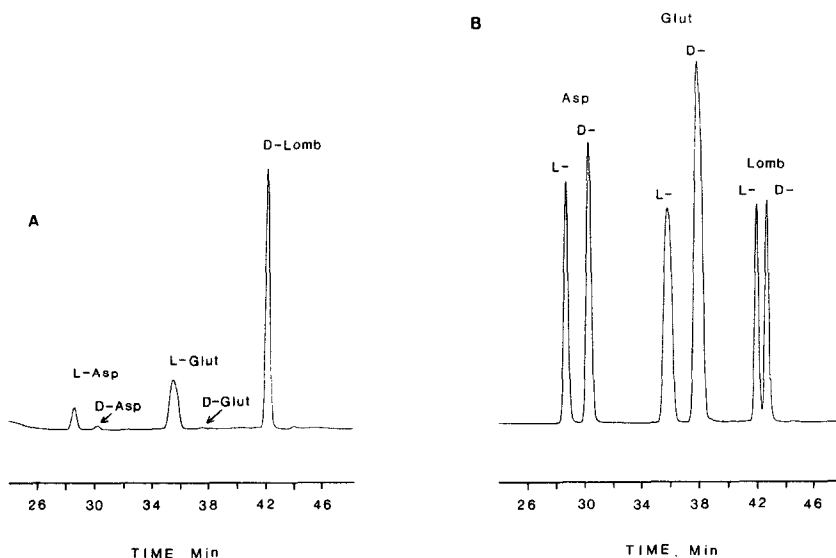 A
L-Asp
D-Asp
L-Glut
D-Glut
D-Lomb
26 30 34 38 42 46
TIME, Min
B
Asp
L-
D-
Glut
L-
D-
Lomb
L-
D-
26 30 34 38 42 46
TIME, Min